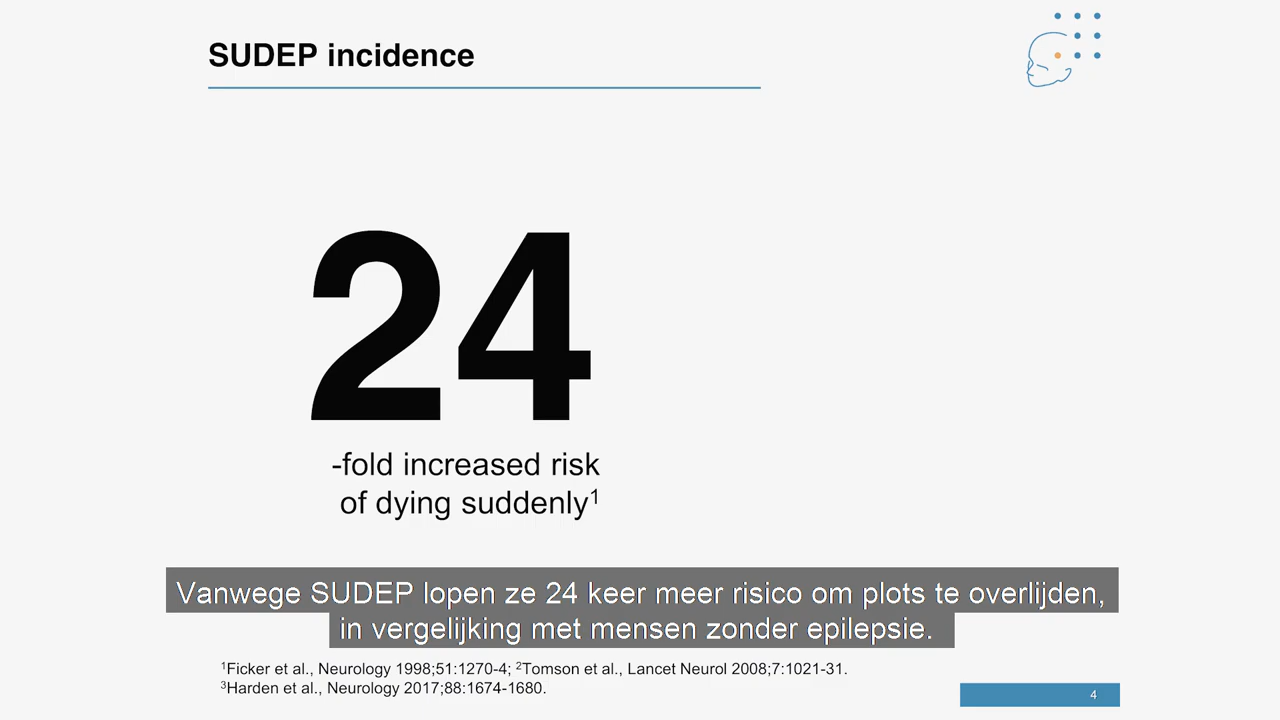 SUDEP incidence
24
-fold increased risk
of dying suddenly¹
Vanwege SUDEP lopen ze 24 keer meer risico om plots te overlijden,
in vergelijking met mensen zonder epilepsie.
¹Ficker et al., Neurology 1998;51:1270-4; ²Tomson et al., Lancet Neurol 2008;7:1021-31.
³Harden et al., Neurology 2017;88:1674-1680.
4